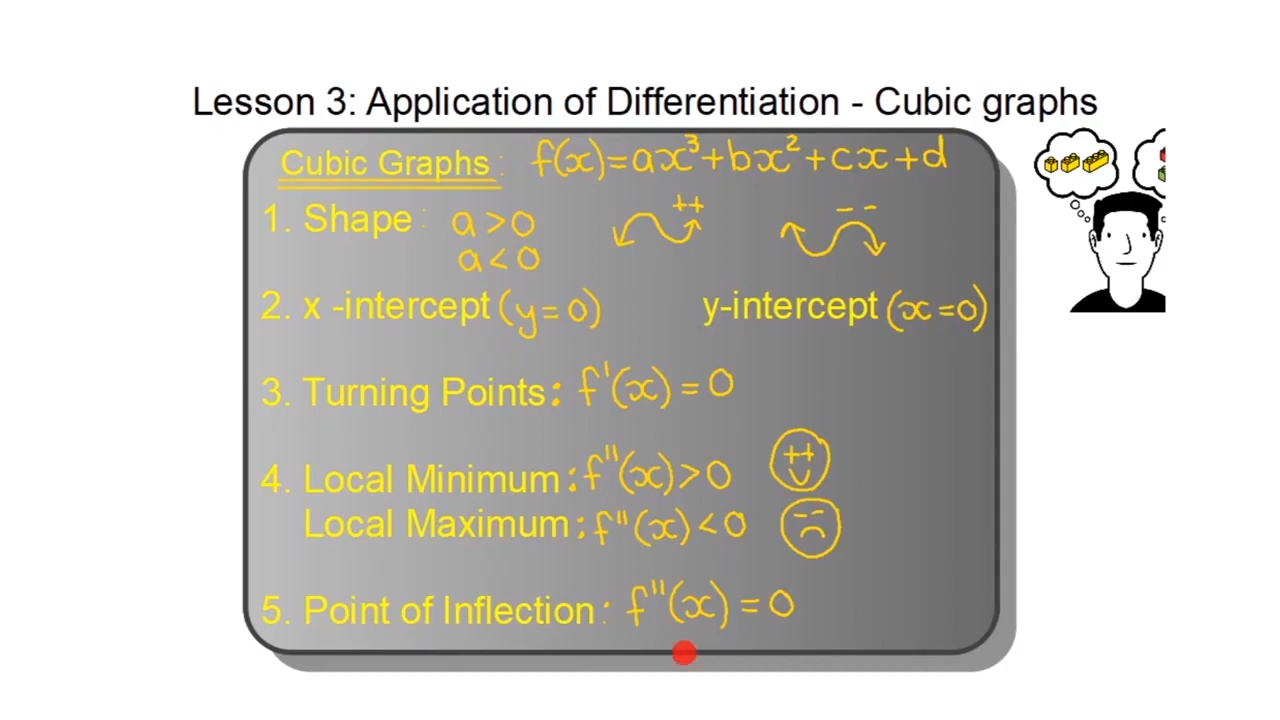 Lesson 3: Application of Differentiation - Cubic graphs
Cubic Graphs: f(x)=ax³+bx²+cx+d
1. Shape: a>0 ++ --
a<0
2. x -intercept (y=0) y-intercept (x=0)
3. Turning Points: f'(x)=0
4. Local Minimum: f''(x)>0 ++
Local Maximum: f''(x)<0 --
5. Point of Inflection: f''(x)=0